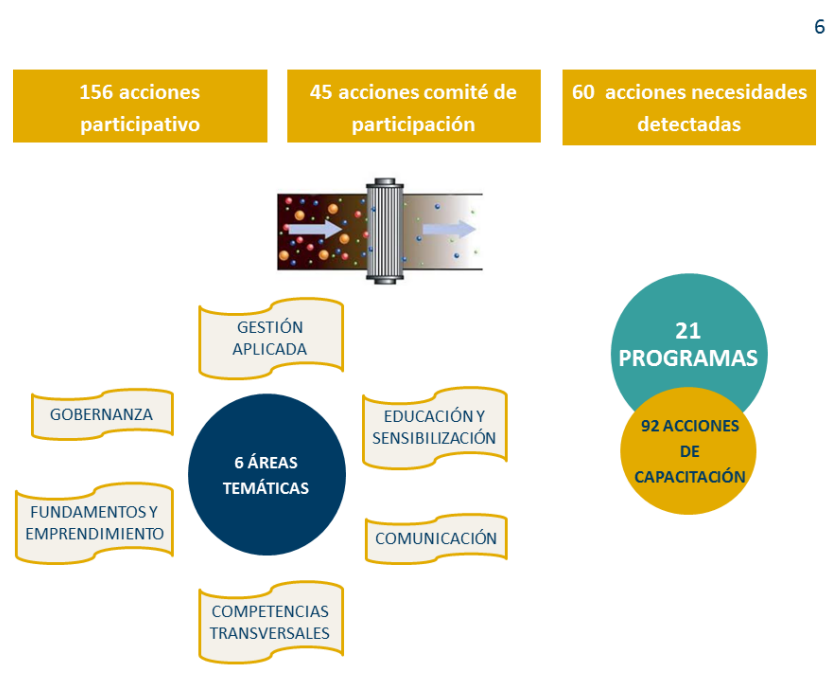 6
156 acciones
participativo
45 acciones comité de
participación
60 acciones necesidades
detectadas
GESTIÓN
APLICADA
GOBERNANZA
EDUCACIÓN Y
SENSIBILIZACIÓN
6 ÁREAS
TEMÁTICAS
FUNDAMENTOS Y
EMPRENDIMIENTO
COMUNICACIÓN
COMPETENCIAS
TRANSVERSALES
21
PROGRAMAS
92 ACCIONES
DE
CAPACITACIÓN